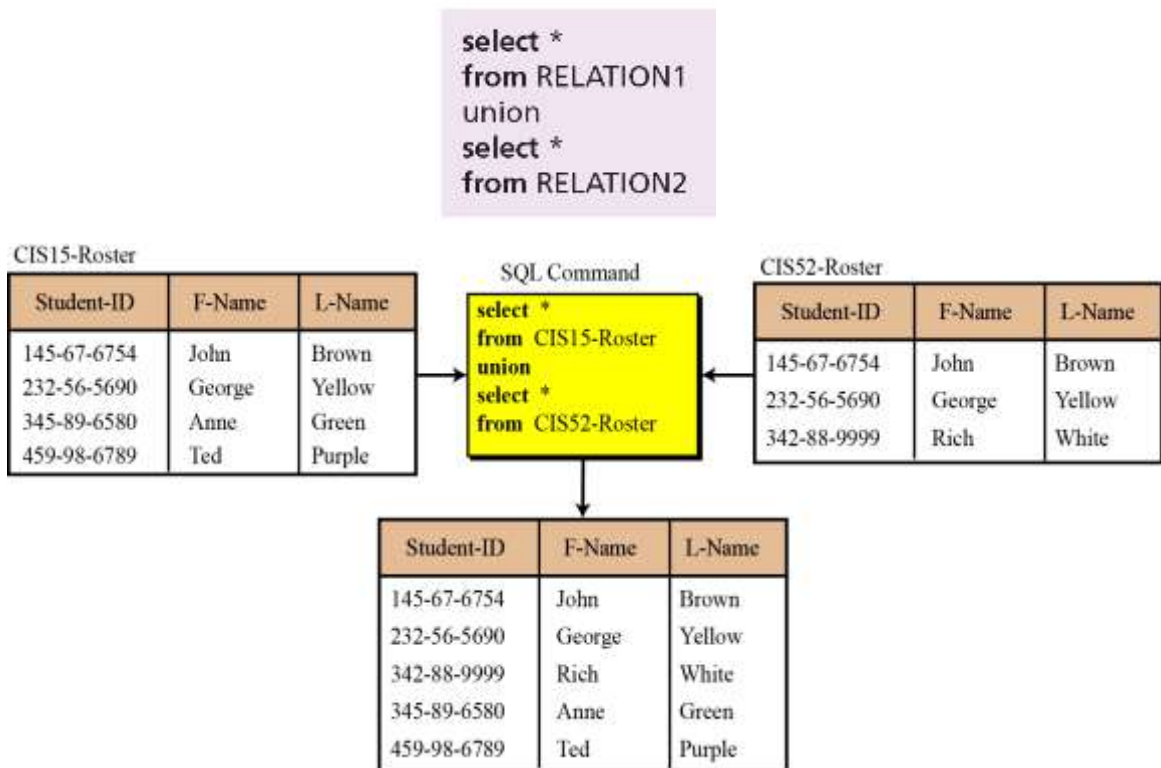 select *
from RELATION1
union
select *
from RELATION2
CIS15-Roster
Student-ID F-Name L-Name
145-67-6754 John Brown
232-56-5690 George Yellow
345-89-6580 Anne Green
459-98-6789 Ted Purple
SQL Command
select *
from CIS15-Roster
union
select *
from CIS52-Roster
CIS52-Roster
Student-ID F-Name L-Name
145-67-6754 John Brown
232-56-5690 George Yellow
342-88-9999 Rich White
Student-ID F-Name L-Name
145-67-6754 John Brown
232-56-5690 George Yellow
342-88-9999 Rich White
345-89-6580 Anne Green
459-98-6789 Ted Purple